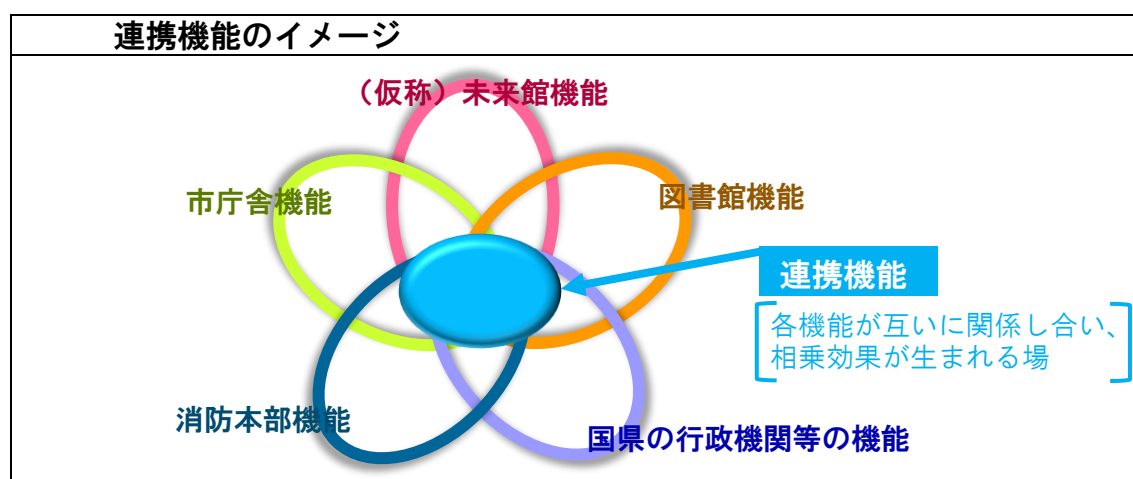 連携機能のイメージ
（仮称）未来館機能
市庁舎機能
図書館機能
連携機能
各機能が互いに関係し合い、
相乗効果が生まれる場
消防本部機能
国県の行政機関等の機能